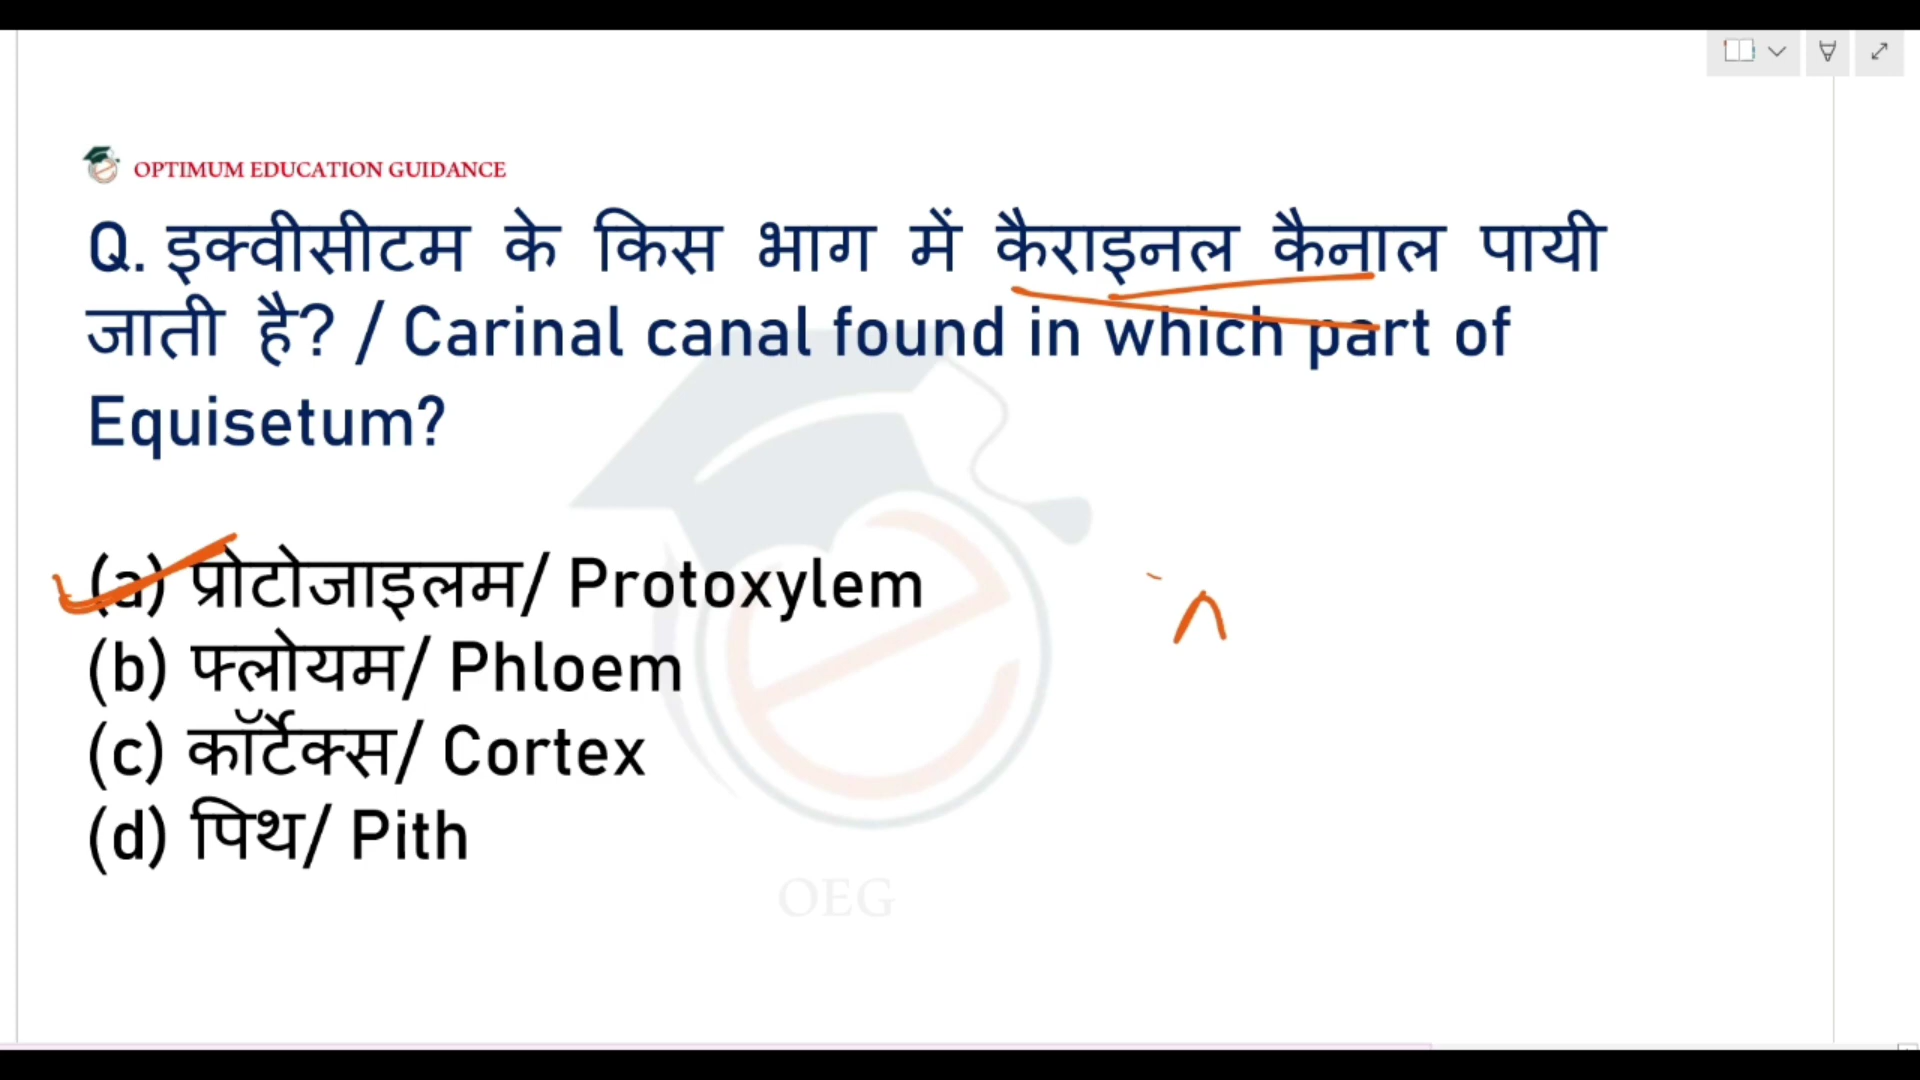 OPTIMUM EDUCATION GUIDANCE
Q. इक्वीसीटम के किस भाग में कैराइनल कैनाल पायी
जाती है? / Carinal canal found in which part of
Equisetum?
(a) प्रोटोजाइलम/ Protoxylem
(b) फ्लोयम/ Phloem
(c) कॉर्टेक्स/ Cortex
(d) पिथ/ Pith
OEG